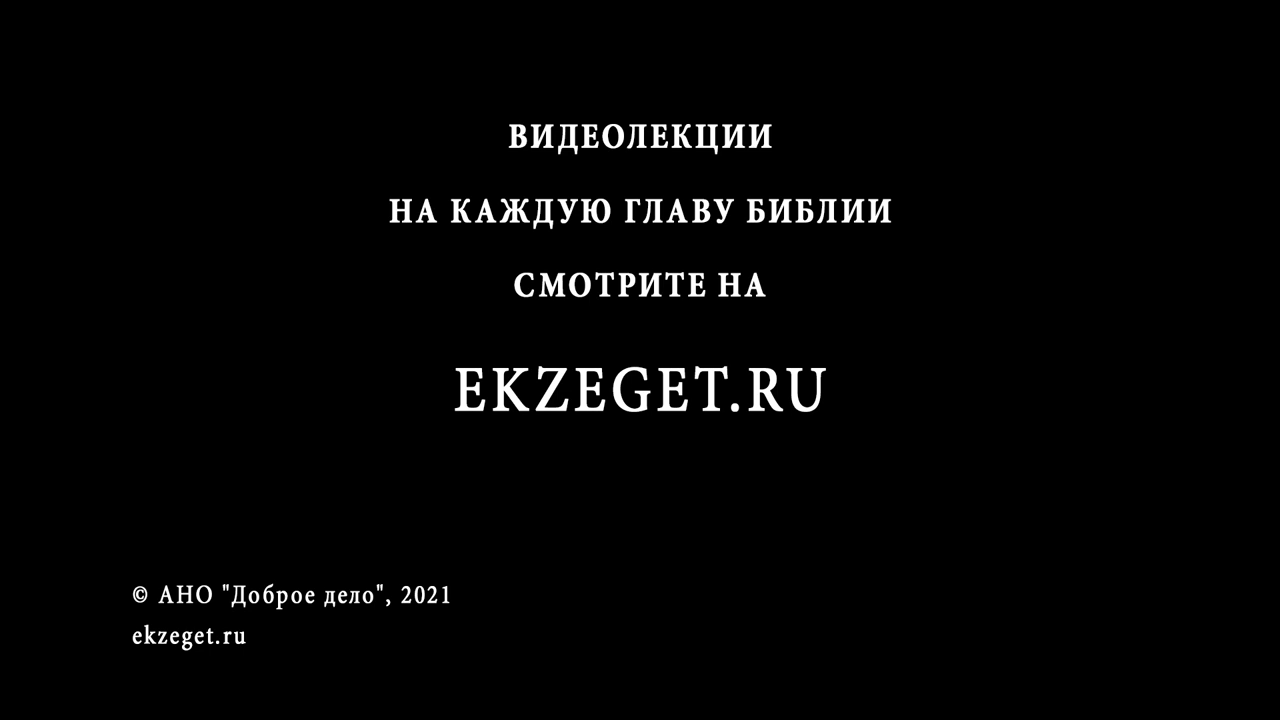 ВИДЕОЛЕКЦИИ
НА КАЖДУЮ ГЛАВУ БИБЛИИ
СМОТРИТЕ НА
EKZEGET.RU
© АНО "Доброе дело", 2021
ekzeget.ru